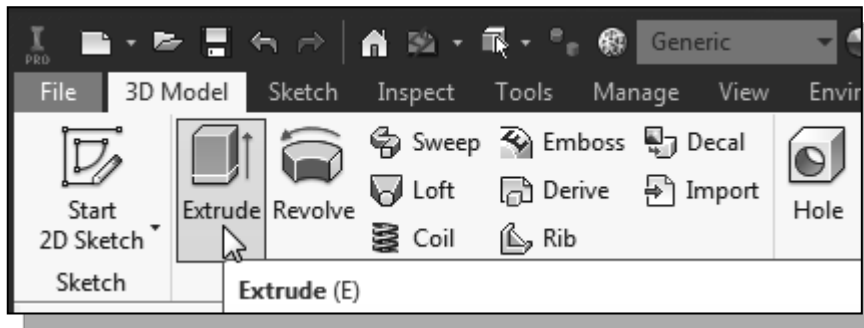 I
PRO
Generic
File 3D Model Sketch Inspect Tools Manage View Envir
Sweep Emboss Decal
Loft Derive Import
Start Extrude Revolve Hole
2D Sketch Coil Rib
Sketch
Extrude (E)